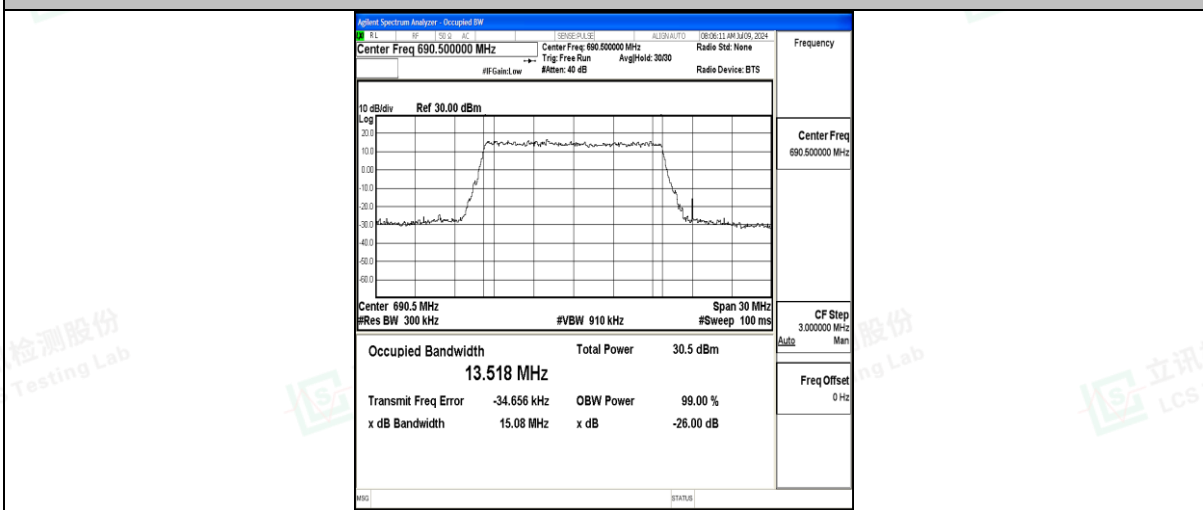 Agilent Spectrum Analyzer - Occupied BW
RL RF 50 Ω AC SENSE:PULSE ALIGN AUTO 08:06:11 AM Jul 09, 2024
Center Freq 690.500000 MHz
Center Freq: 690.500000 MHz
Radio Std: None
Trig: Free Run Avg|Hold: 30/30
#IFGain:Low
#Atten: 40 dB
Radio Device: BTS
Frequency
10 dB/div Ref 30.00 dBm
Log
20.0
10.0
0.00
-10.0
-20.0
-30.0
-40.0
-50.0
-60.0
Center Freq
690.500000 MHz
Center 690.5 MHz Span 30 MHz
#Res BW 300 kHz #VBW 910 kHz #Sweep 100 ms
CF Step
3.000000 MHz
Auto Man
Occupied Bandwidth Total Power 30.5 dBm
13.518 MHz
Transmit Freq Error -34.656 kHz OBW Power 99.00 %
x dB Bandwidth 15.08 MHz x dB -26.00 dB
Freq Offset
0 Hz
MSG STATUS
检测股份
Testing Lab
LCS
股份
ng Lab
立讯
LCS